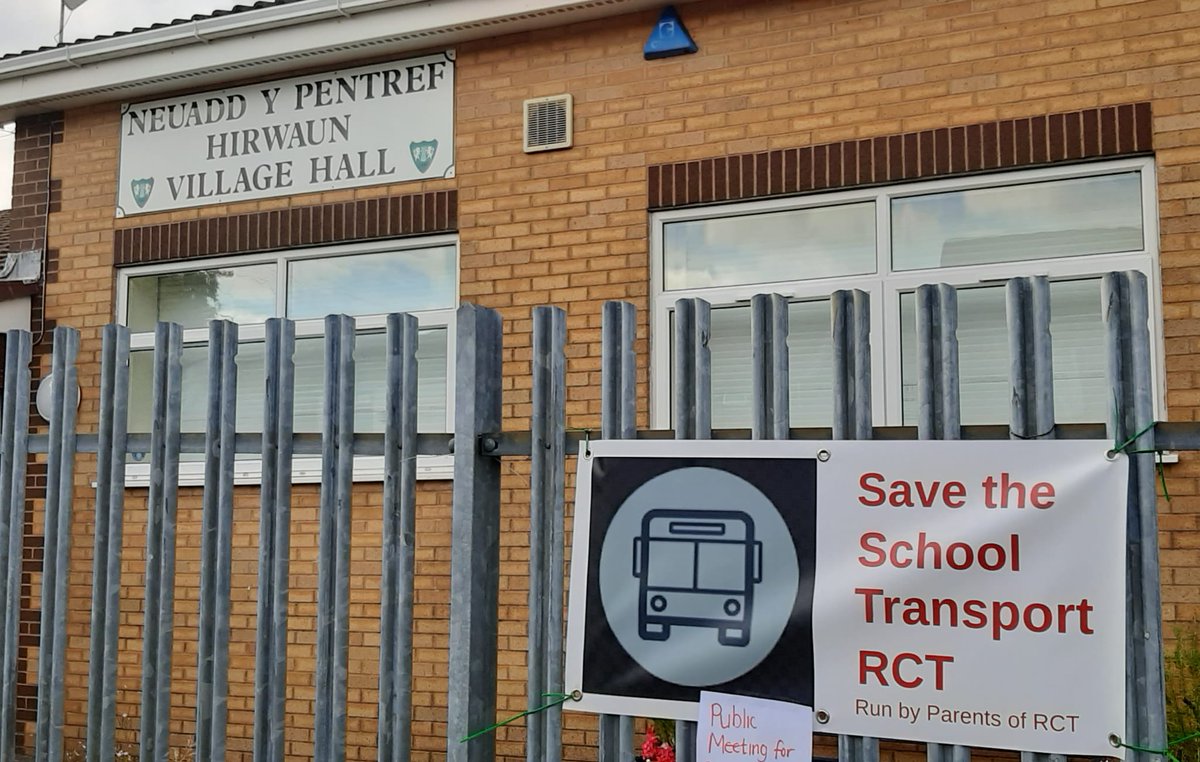 NEUADD Y PENTREF
HIRWAUN
VILLAGE HALL
Save the
School
Transport
RCT
Run by Parents of RCT
Public
Meeting for